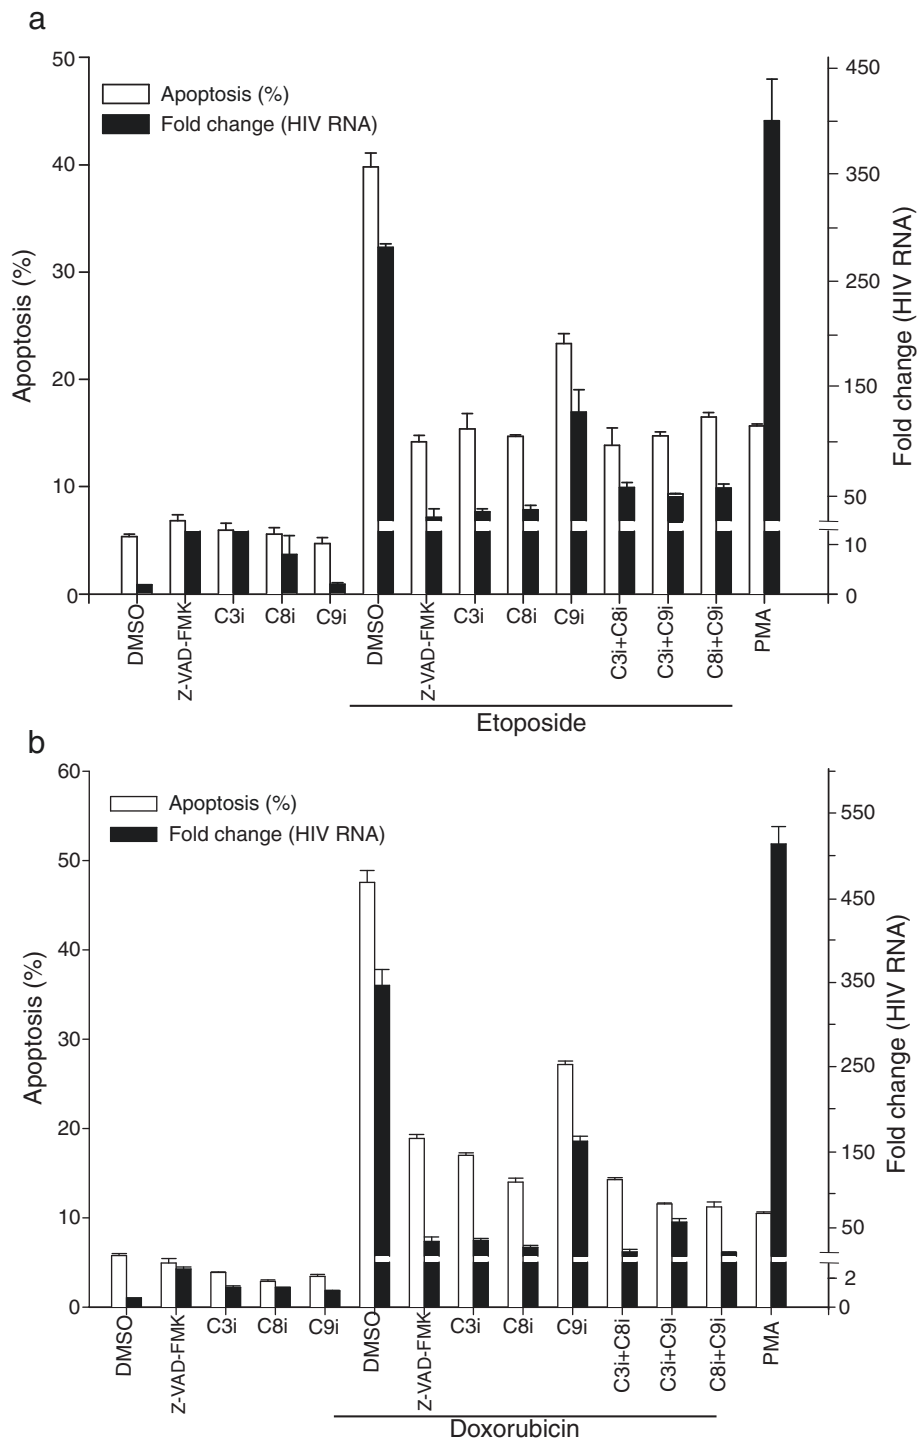 a
50
40
30
20
10
0
Apoptosis (%)
Apoptosis (%)
Fold change (HIV RNA)
450
350
250
150
50
10
0
Fold change (HIV RNA)
DMSO
Z-VAD-FMK
C3i
C8i
C9i
DMSO
Z-VAD-FMK
C3i
C8i
C9i
C3i+C8i
C3i+C9i
C8i+C9i
PMA
Etoposide
b
60
50
40
30
20
10
0
Apoptosis (%)
Apoptosis (%)
Fold change (HIV RNA)
550
450
350
250
150
50
2
0
Fold change (HIV RNA)
DMSO
Z-VAD-FMK
C3i
C8i
C9i
DMSO
Z-VAD-FMK
C3i
C8i
C9i
C3i+C8i
C3i+C9i
C8i+C9i
PMA
Doxorubicin